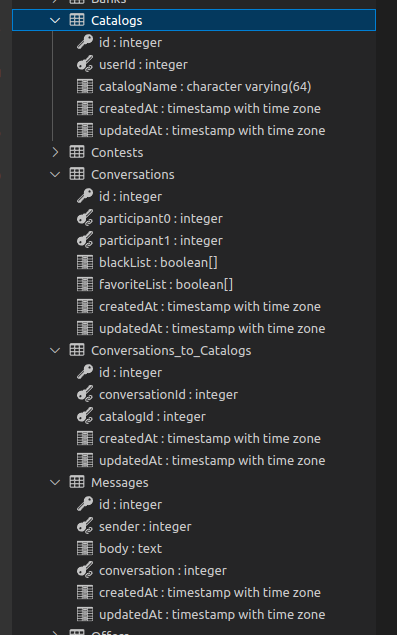 Banks
Catalogs
id : integer
userId : integer
catalogName : character varying(64)
createdAt : timestamp with time zone
updatedAt : timestamp with time zone
Contests
Conversations
id : integer
participant0 : integer
participant1 : integer
blackList : boolean[]
favoriteList : boolean[]
createdAt : timestamp with time zone
updatedAt : timestamp with time zone
Conversations_to_Catalogs
id : integer
conversationId : integer
catalogId : integer
createdAt : timestamp with time zone
updatedAt : timestamp with time zone
Messages
id : integer
sender : integer
body : text
conversation : integer
createdAt : timestamp with time zone
updatedAt : timestamp with time zone
Offers